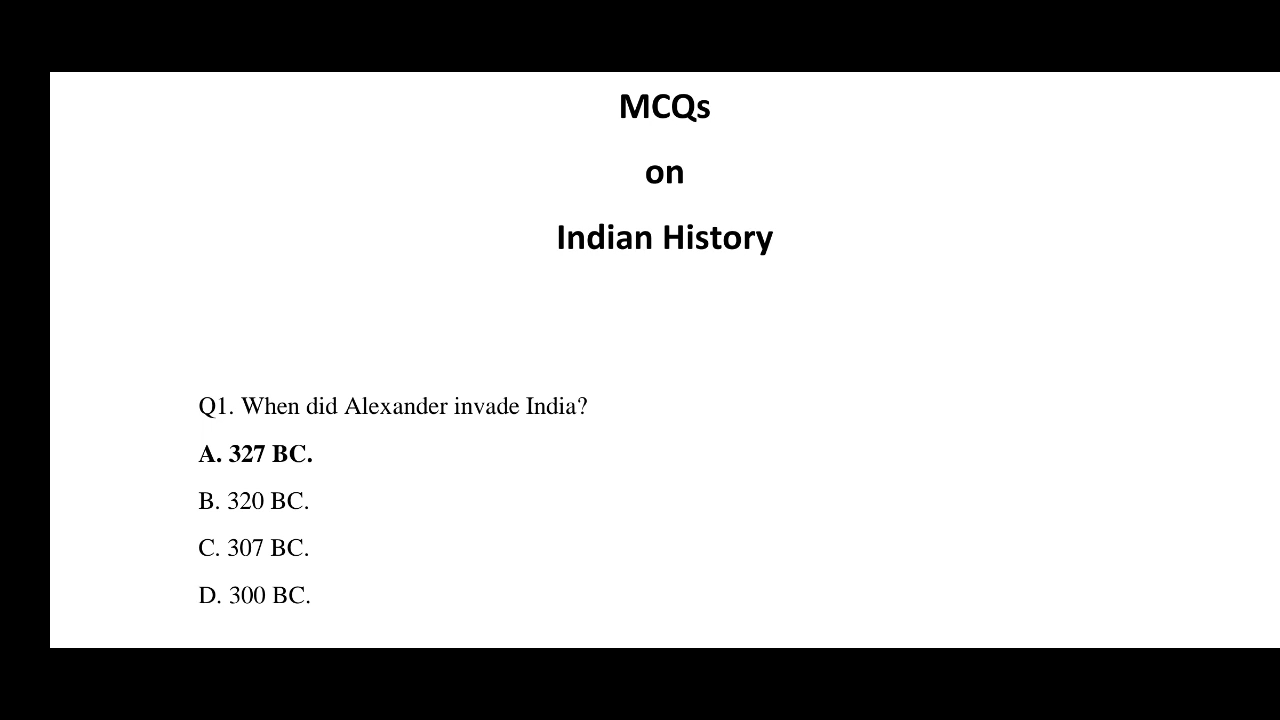 MCQs
on
Indian History
Q1. When did Alexander invade India?
A. 327 BC.
B. 320 BC.
C. 307 BC.
D. 300 BC.